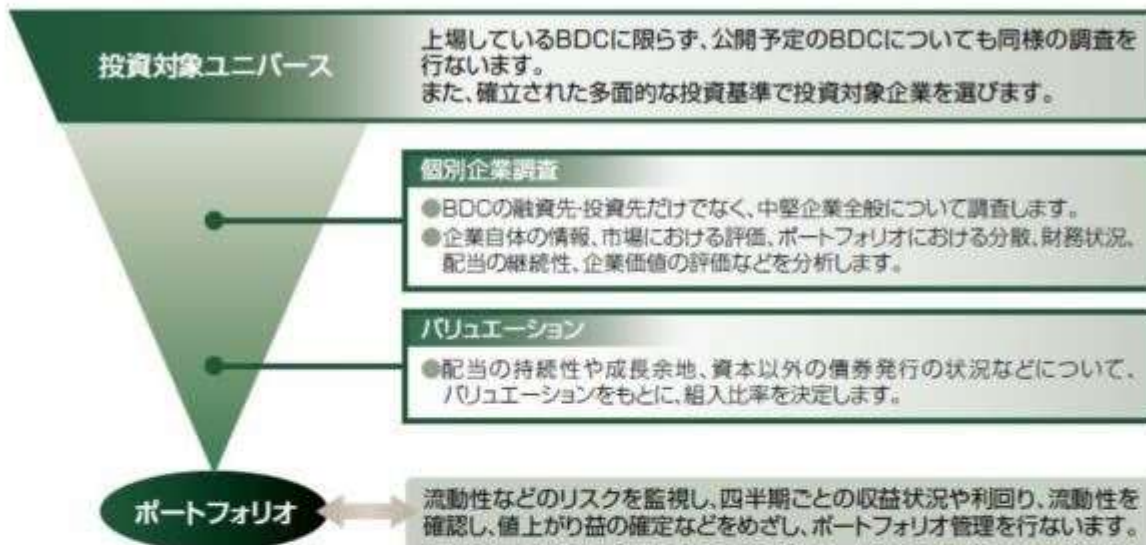 投資対象ユニバース
上場しているBDCに限らず、公開予定のBDCについても同様の調査を
行ないます。
また、確立された多面的な投資基準で投資対象企業を選びます。
個別企業調査
●BDCの融資先・投資先だけでなく、中堅企業全般について調査します。
●企業自体の情報、市場における評価、ポートフォリオにおける分散、財務状況、
配当の継続性、企業価値の評価などを分析します。
バリュエーション
●配当の持続性や成長余地、資本以外の債券発行の状況などについて、
バリュエーションをもとに、組入比率を決定します。
ポートフォリオ
流動性などのリスクを監視し、四半期ごとの収益状況や利回り、流動性を
確認し、値上がり益の確定などをめざし、ポートフォリオ管理を行ないます。